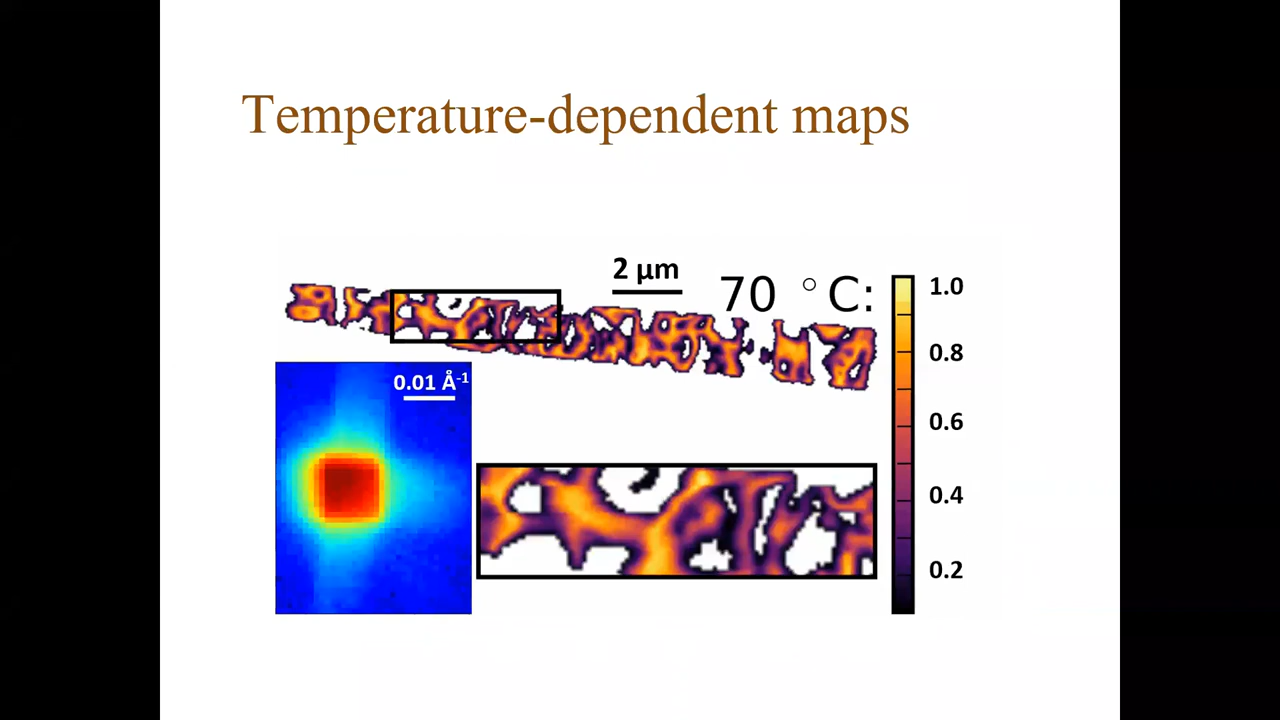 Temperature-dependent maps
2 µm
70 °C:
1.0
0.8
0.6
0.4
0.2
0.01 Å⁻¹